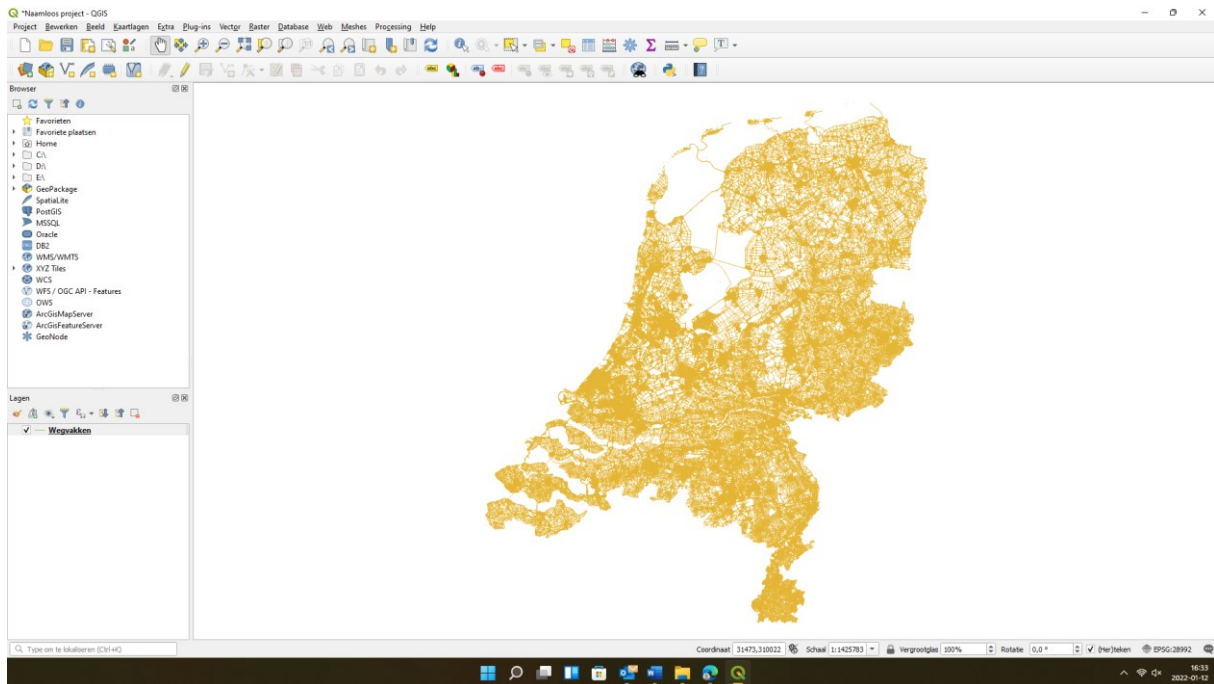 *Naamloos project - QGIS
Project Bewerken Beeld Kaartlagen Extra Plug-ins Vector Raster Database Web Meshes Processing Help
Browser
Favorieten
Favoriete plaatsen
Home
C:\
D:\
E:\
GeoPackage
SpatiaLite
PostGIS
MSSQL
Oracle
DB2
WMS/WMTS
XYZ Tiles
WCS
WFS / OGC API - Features
OWS
ArcGisMapServer
ArcGisFeatureServer
GeoNode
Lagen
Wegvakken
Type om te lokaliseren (Ctrl+K)
Coordinaat 31473,310022 Schaal 1:1425783 Vergrootglas 100% Rotatie 0,0 ° (Her)teken EPSG:28992
16:33
2022-01-12